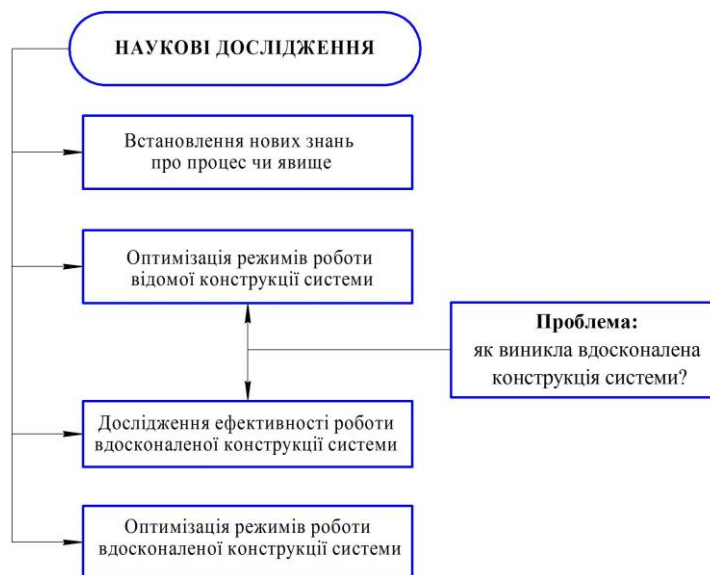 НАУКОВІ ДОСЛІДЖЕННЯ
Встановлення нових знань
про процес чи явище
Оптимізація режимів роботи
відомої конструкції системи
Проблема:
як виникла вдосконалена
конструкція системи?
Дослідження ефективності роботи
вдосконаленої конструкції системи
Оптимізація режимів роботи
вдосконаленої конструкції системи